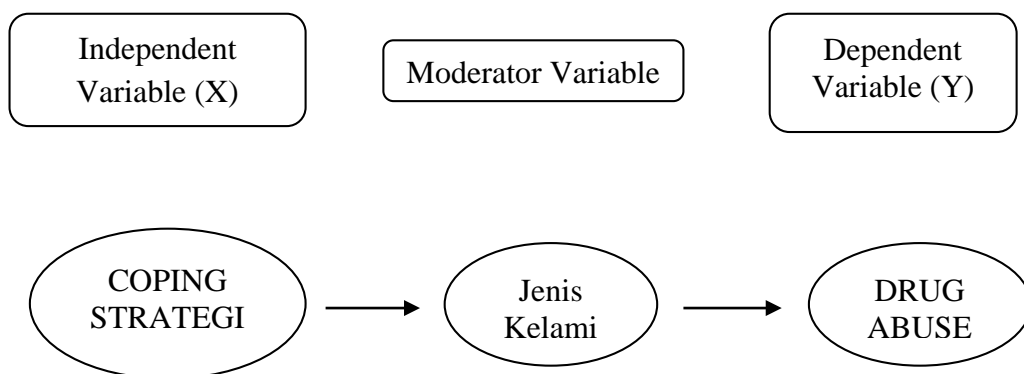 Independent
Variable (X)
Moderator Variable
Dependent
Variable (Y)
COPING
STRATEGI
Jenis
Kelami
DRUG
ABUSE